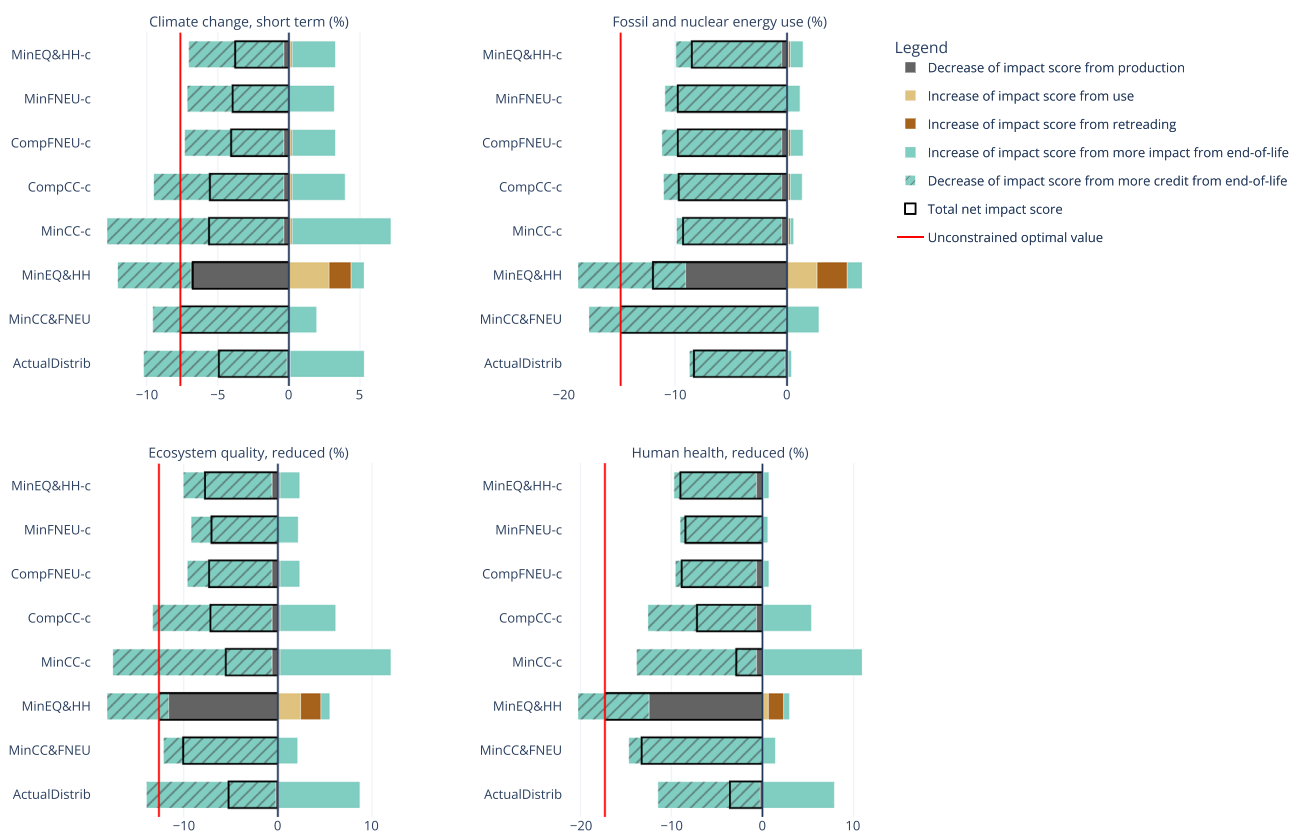 Climate change, short term (%)
MinEQ&HH-c
MinFNEU-c
CompFNEU-c
CompCC-c
MinCC-c
MinEQ&HH
MinCC&FNEU
ActualDistrib
−10
−5
0
5
Fossil and nuclear energy use (%)
MinEQ&HH-c
MinFNEU-c
CompFNEU-c
CompCC-c
MinCC-c
MinEQ&HH
MinCC&FNEU
ActualDistrib
−20
−10
0
Legend
Decrease of impact score from production
Increase of impact score from use
Increase of impact score from retreading
Increase of impact score from more impact from end-of-life
Decrease of impact score from more credit from end-of-life
Total net impact score
Unconstrained optimal value
Ecosystem quality, reduced (%)
MinEQ&HH-c
MinFNEU-c
CompFNEU-c
CompCC-c
MinCC-c
MinEQ&HH
MinCC&FNEU
ActualDistrib
−10
0
10
Human health, reduced (%)
MinEQ&HH-c
MinFNEU-c
CompFNEU-c
CompCC-c
MinCC-c
MinEQ&HH
MinCC&FNEU
ActualDistrib
−20
−10
0
10